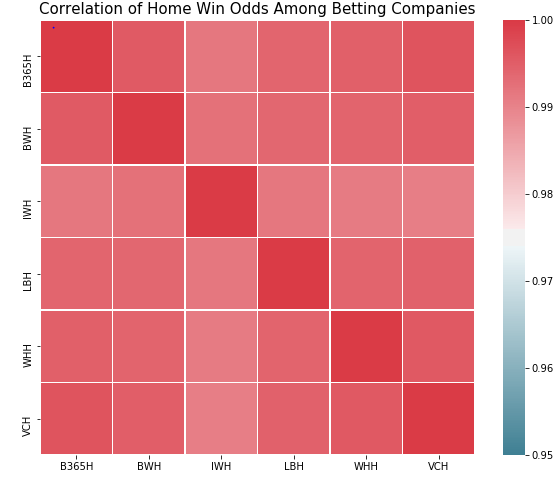 Correlation of Home Win Odds Among Betting Companies
B365H
BWH
IWH
LBH
WHH
VCH
B365H BWH IWH LBH WHH VCH
1.00
0.99
0.98
0.97
0.96
0.95